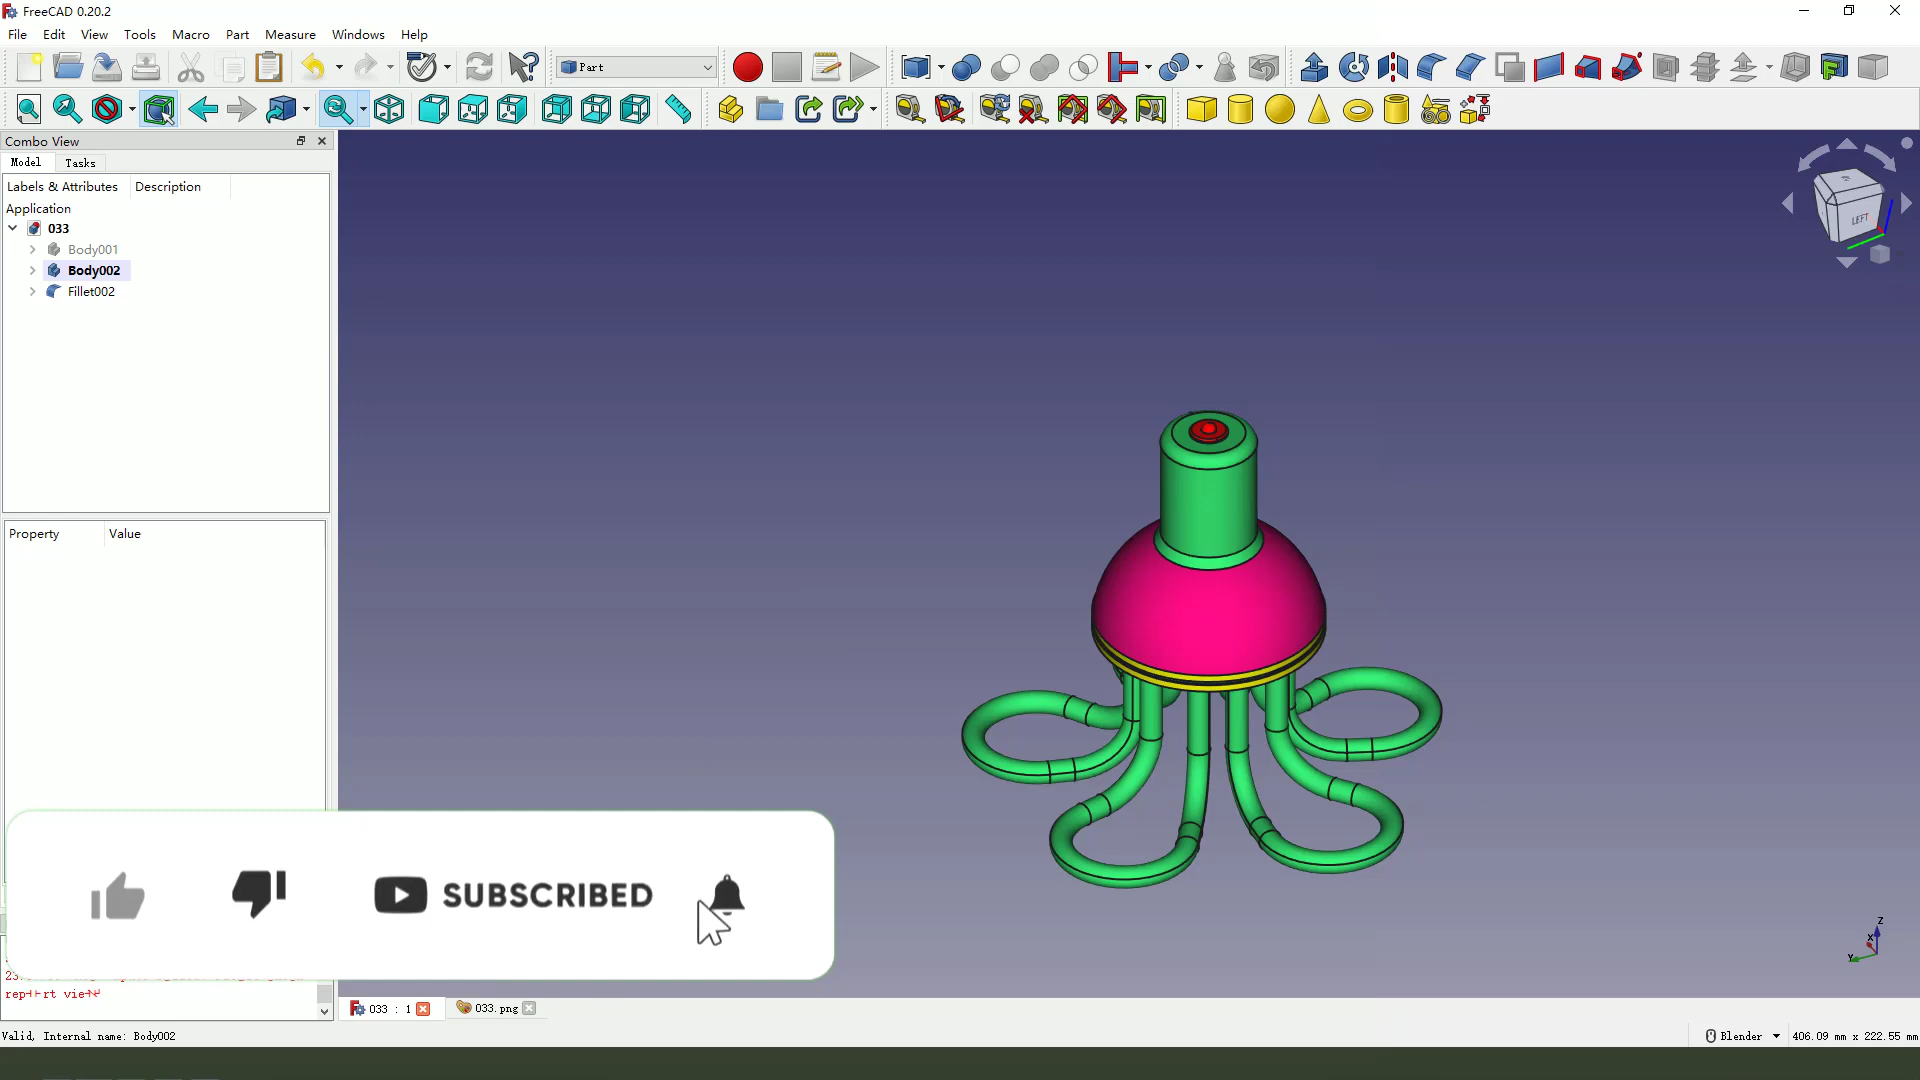 FreeCAD 0.20.2
File Edit View Tools Macro Part Measure Windows Help
Part
Combo View
Model Tasks
Labels & Attributes Description
Application
033
Body001
Body002
Fillet002
Property Value
LEFT
SUBSCRIBED
Z
X
Y
033 : 1 033.png
Valid, Internal name: Body002
Blender 406.09 mm x 222.55 mm